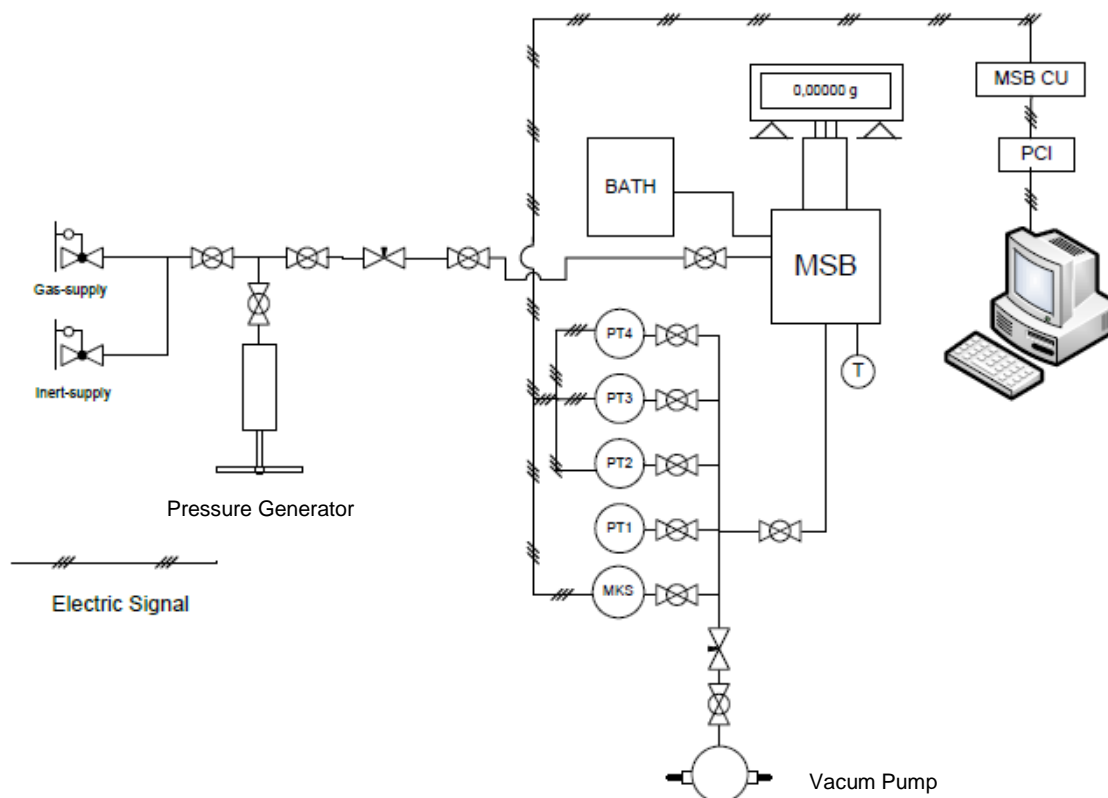 0,00000 g
MSB CU
PCI
BATH
MSB
Gas-supply
Inert-supply
PT4
T
PT3
PT2
PT1
MKS
Pressure Generator
Electric Signal
Vacum Pump